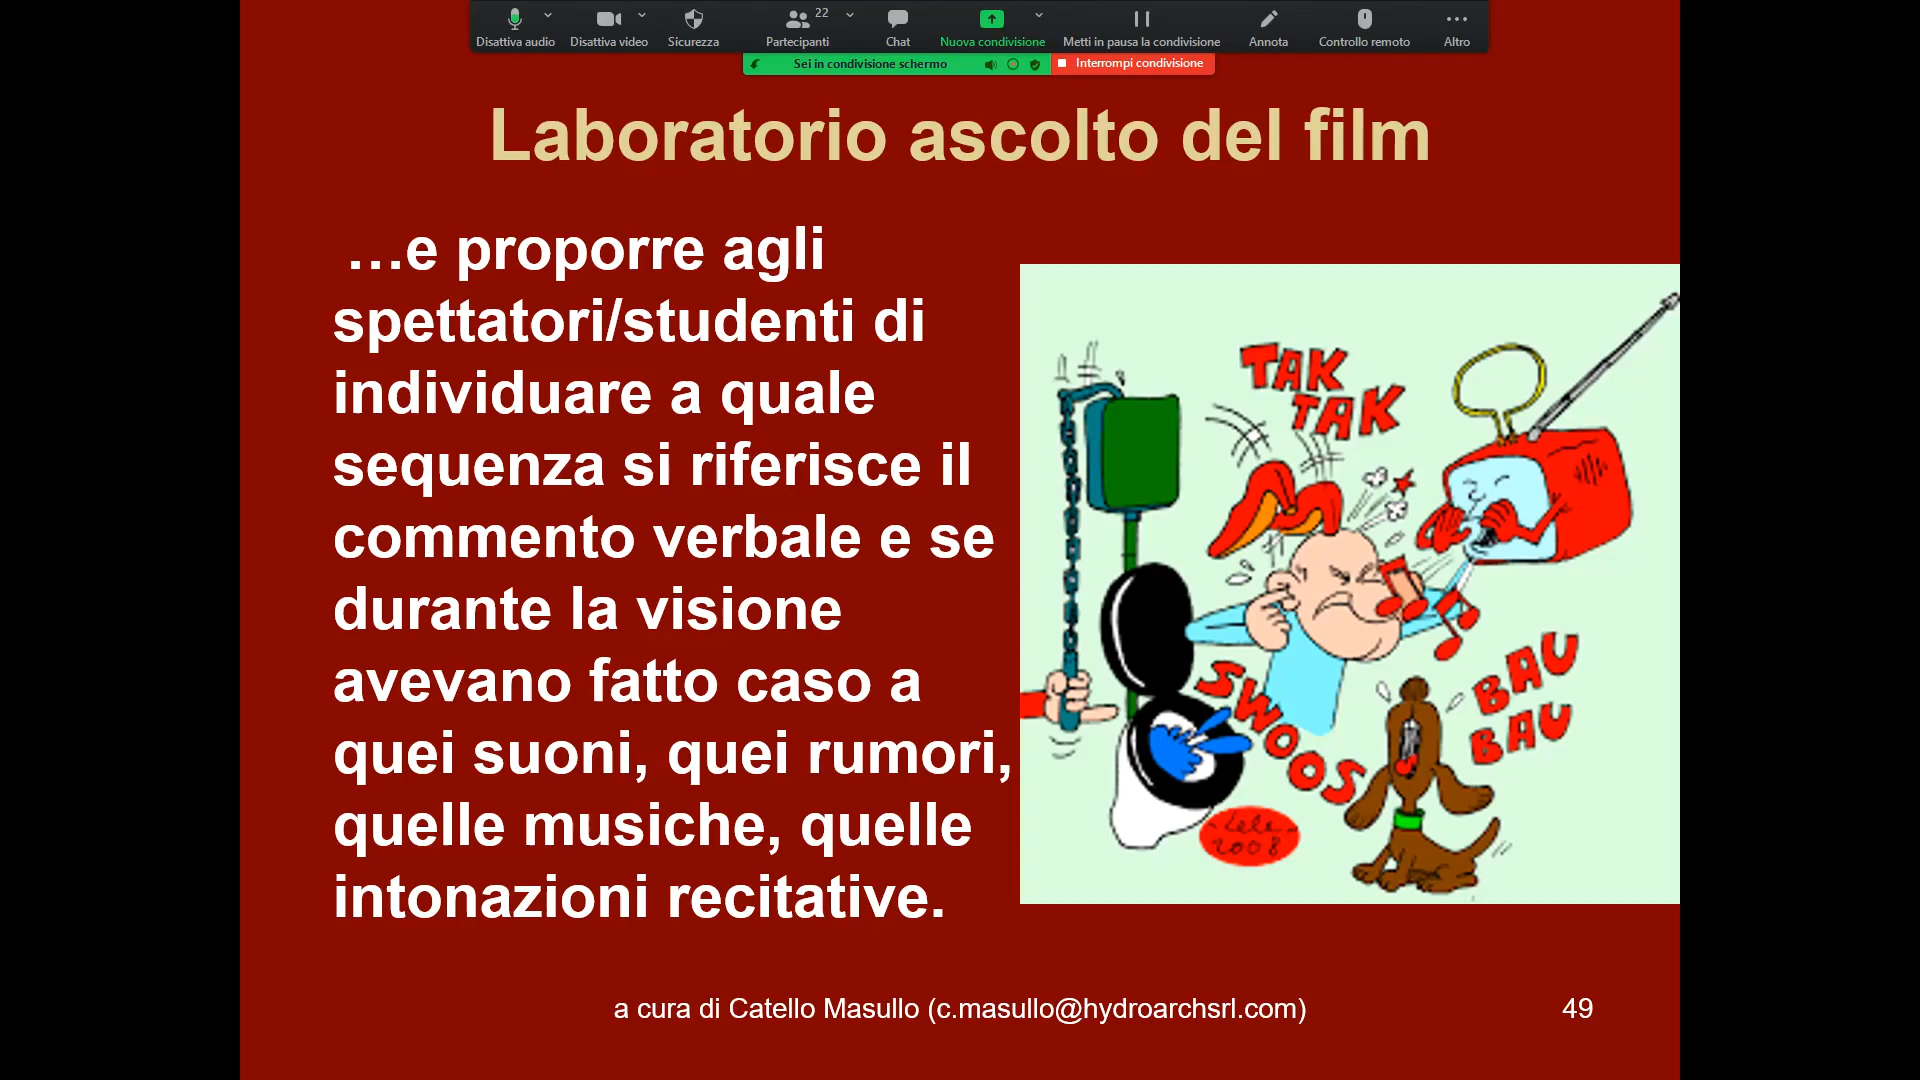 Disattiva audio
Disattiva video
Sicurezza
22
Partecipanti
Chat
Nuova condivisione
Metti in pausa la condivisione
Annota
Controllo remoto
Altro
Sei in condivisione schermo
Interrompi condivisione
Laboratorio ascolto del film
…e proporre agli
spettatori/studenti di
individuare a quale
sequenza si riferisce il
commento verbale e se
durante la visione
avevano fatto caso a
quei suoni, quei rumori,
quelle musiche, quelle
intonazioni recitative.
TAK
TAK
SWOOS
BAU
BAU
Lele
2008
a cura di Catello Masullo (c.masullo@hydroarchsrl.com)
49